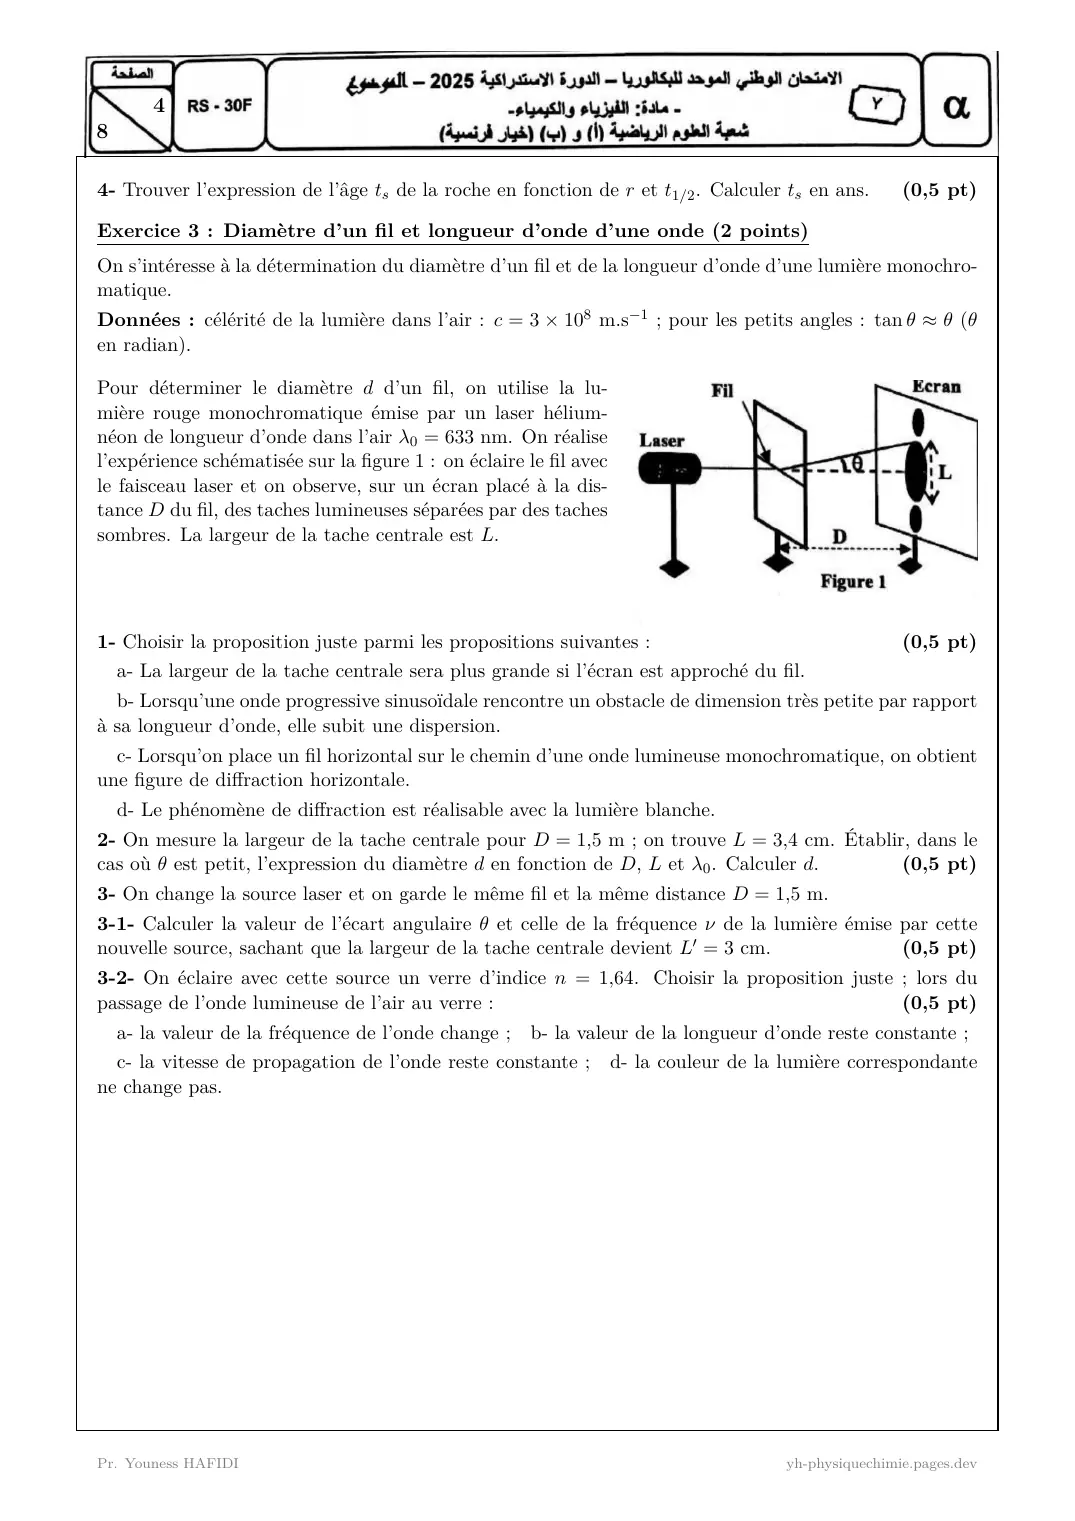 الصفحة
4
8
RS - 30F
الامتحان الوطني الموحد للبكالوريا – الدورة الاستدراكية 2025 – الموضوع
- مادة: الفيزياء والكيمياء-
شعبة العلوم الرياضية (أ) و (ب) (خيار فرنسية)
α
4- Trouver l'expression de l'âge tₛ de la roche en fonction de r et t₁/₂. Calculer tₛ en ans. (0,5 pt)
Exercice 3 : Diamètre d'un fil et longueur d'onde d'une onde (2 points)
On s'intéresse à la détermination du diamètre d'un fil et de la longueur d'onde d'une lumière monochro-
matique.
Données : célérité de la lumière dans l'air : c = 3 × 10⁸ m.s⁻¹ ; pour les petits angles : tan θ ≈ θ (θ
en radian).
Pour déterminer le diamètre d d'un fil, on utilise la lu-
mière rouge monochromatique émise par un laser hélium-
néon de longueur d'onde dans l'air λ₀ = 633 nm. On réalise
l'expérience schématisée sur la figure 1 : on éclaire le fil avec
le faisceau laser et on observe, sur un écran placé à la dis-
tance D du fil, des taches lumineuses séparées par des taches
sombres. La largeur de la tache centrale est L.
Fil
Ecran
Laser
θ
L
D
Figure 1
1- Choisir la proposition juste parmi les propositions suivantes : (0,5 pt)
a- La largeur de la tache centrale sera plus grande si l'écran est approché du fil.
b- Lorsqu'une onde progressive sinusoïdale rencontre un obstacle de dimension très petite par rapport
à sa longueur d'onde, elle subit une dispersion.
c- Lorsqu'on place un fil horizontal sur le chemin d'une onde lumineuse monochromatique, on obtient
une figure de diffraction horizontale.
d- Le phénomène de diffraction est réalisable avec la lumière blanche.
2- On mesure la largeur de la tache centrale pour D = 1,5 m ; on trouve L = 3,4 cm. Établir, dans le
cas où θ est petit, l'expression du diamètre d en fonction de D, L et λ₀. Calculer d. (0,5 pt)
3- On change la source laser et on garde le même fil et la même distance D = 1,5 m.
3-1- Calculer la valeur de l'écart angulaire θ et celle de la fréquence ν de la lumière émise par cette
nouvelle source, sachant que la largeur de la tache centrale devient L′ = 3 cm. (0,5 pt)
3-2- On éclaire avec cette source un verre d'indice n = 1,64. Choisir la proposition juste ; lors du
passage de l'onde lumineuse de l'air au verre : (0,5 pt)
a- la valeur de la fréquence de l'onde change ; b- la valeur de la longueur d'onde reste constante ;
c- la vitesse de propagation de l'onde reste constante ; d- la couleur de la lumière correspondante
ne change pas.
Pr. Youness HAFIDI yh-physiquechimie.pages.dev